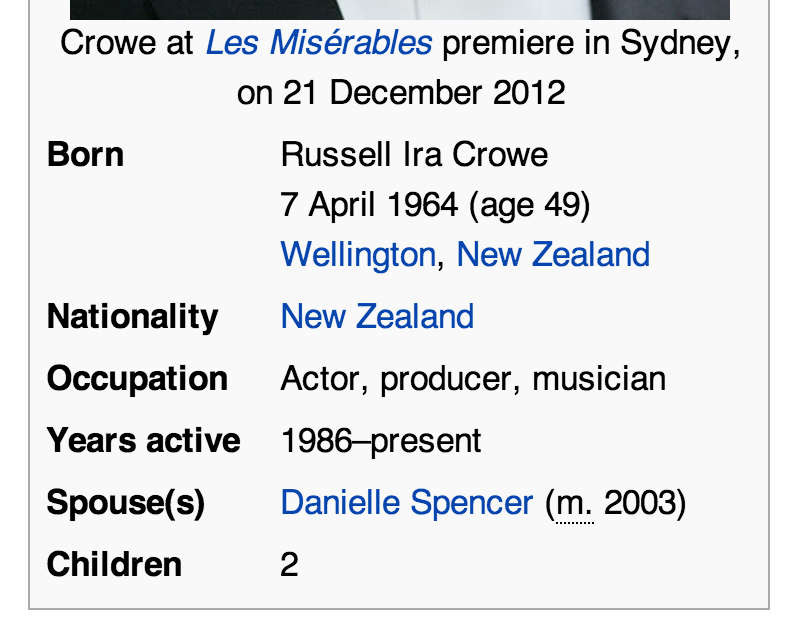 Crowe at Les Misérables premiere in Sydney,
on 21 December 2012
Born Russell Ira Crowe
7 April 1964 (age 49)
Wellington, New Zealand
Nationality New Zealand
Occupation Actor, producer, musician
Years active 1986–present
Spouse(s) Danielle Spencer (m. 2003)
Children 2